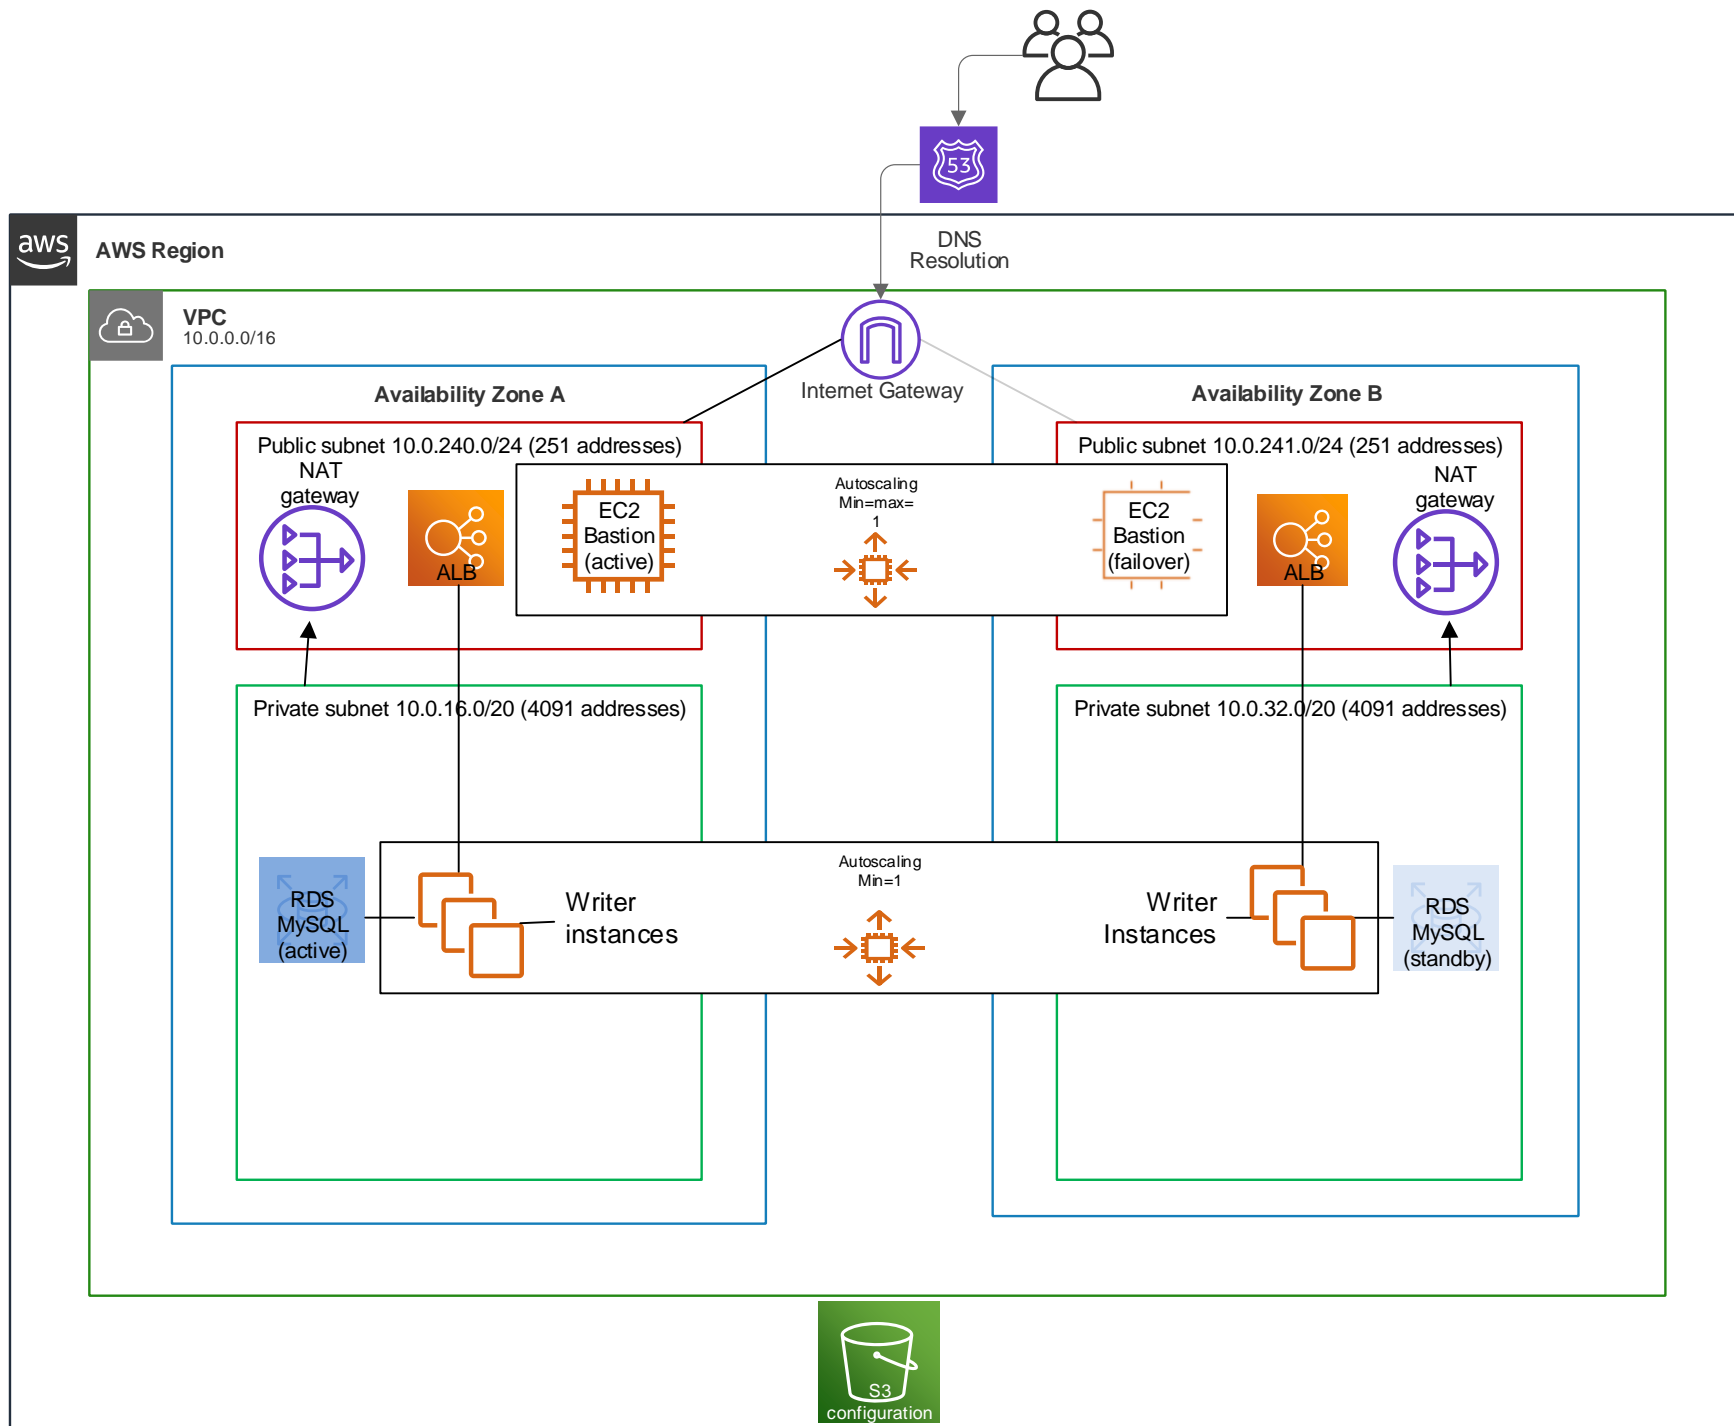 53
aws
AWS Region
DNS
Resolution
VPC
10.0.0.0/16
Internet Gateway
Availability Zone A
Public subnet 10.0.240.0/24 (251 addresses)
NAT
gateway
ALB
EC2
Bastion
(active)
Autoscaling
Min=max=
1
Availability Zone B
Public subnet 10.0.241.0/24 (251 addresses)
EC2
Bastion
(failover)
ALB
NAT
gateway
Private subnet 10.0.16.0/20 (4091 addresses)
Private subnet 10.0.32.0/20 (4091 addresses)
RDS
MySQL
(active)
Writer
instances
Autoscaling
Min=1
Writer
Instances
RDS
MySQL
(standby)
S3
configuration